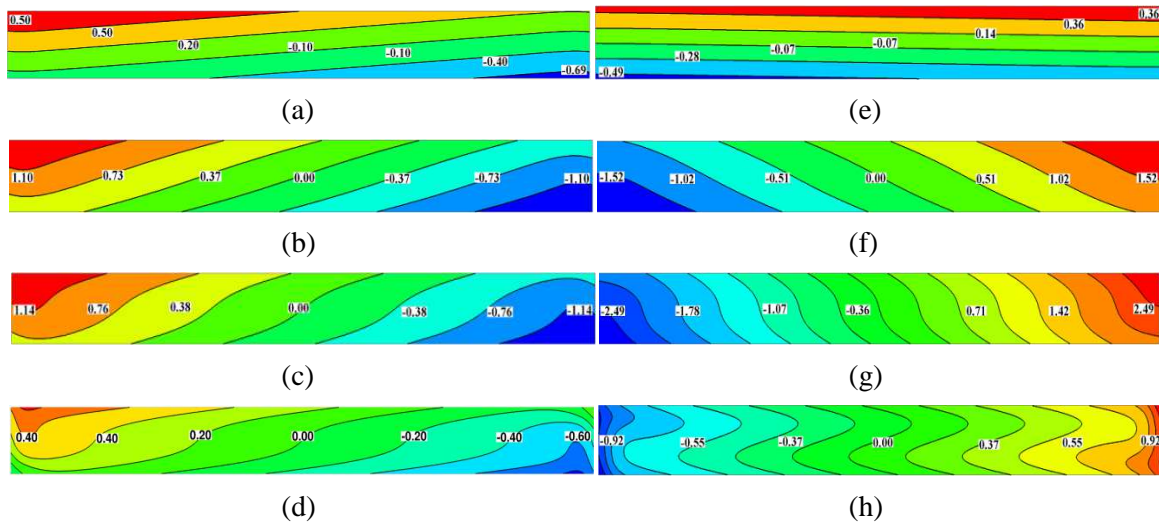 0.50 0.50 0.20 -0.10 -0.10 -0.40 -0.69
0.36 0.36 0.14 -0.07 -0.07 -0.28 -0.49
(a) (e)
1.10 0.73 0.37 0.00 -0.37 -0.73 -1.10
-1.52 -1.02 -0.51 0.00 0.51 1.02 1.52
(b) (f)
1.14 0.76 0.38 0.00 -0.38 -0.76 -1.14
-2.49 -1.78 -1.07 -0.36 0.71 1.42 2.49
(c) (g)
0.40 0.40 0.20 0.00 -0.20 -0.40 -0.60
-0.92 -0.55 -0.37 0.00 0.37 0.55 0.92
(d) (h)